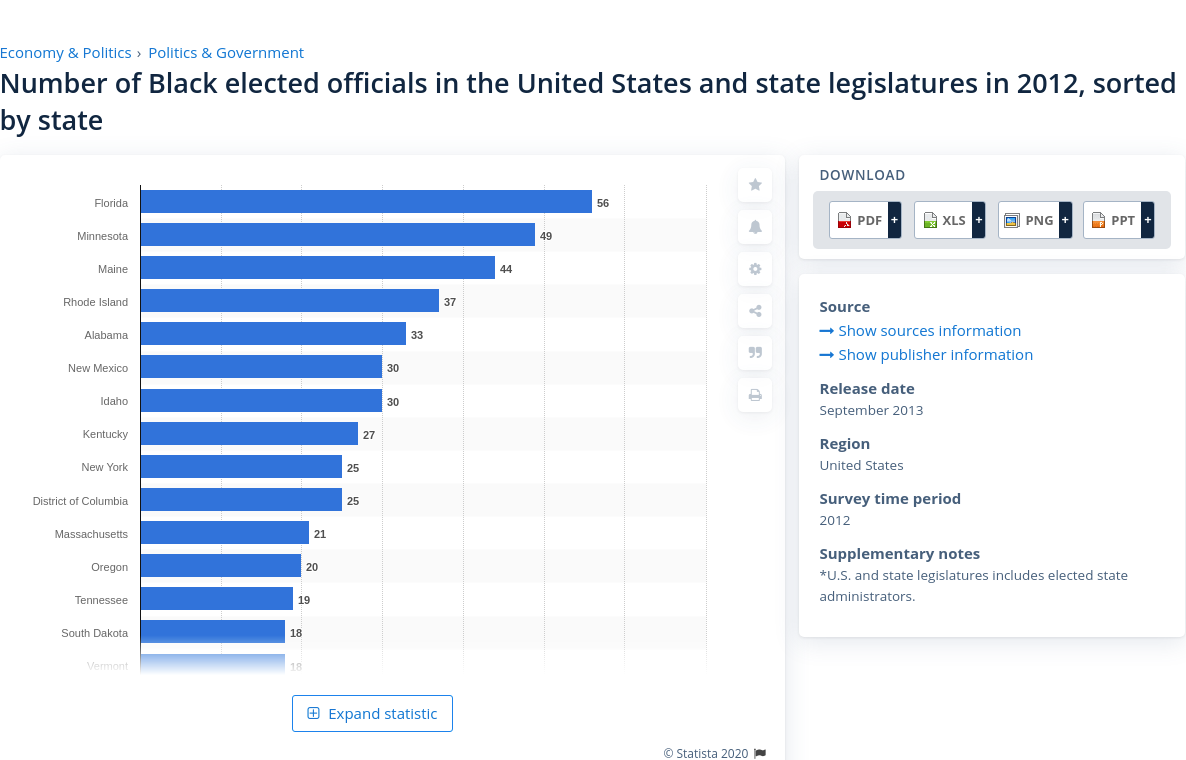 Economy & Politics › Politics & Government
Number of Black elected officials in the United States and state legislatures in 2012, sorted
by state
Florida 56
Minnesota 49
Maine 44
Rhode Island 37
Alabama 33
New Mexico 30
Idaho 30
Kentucky 27
New York 25
District of Columbia 25
Massachusetts 21
Oregon 20
Tennessee 19
South Dakota 18
Vermont 18
Expand statistic
© Statista 2020
DOWNLOAD
PDF + XLS + PNG + PPT +
Source
Show sources information
Show publisher information
Release date
September 2013
Region
United States
Survey time period
2012
Supplementary notes
*U.S. and state legislatures includes elected state
administrators.